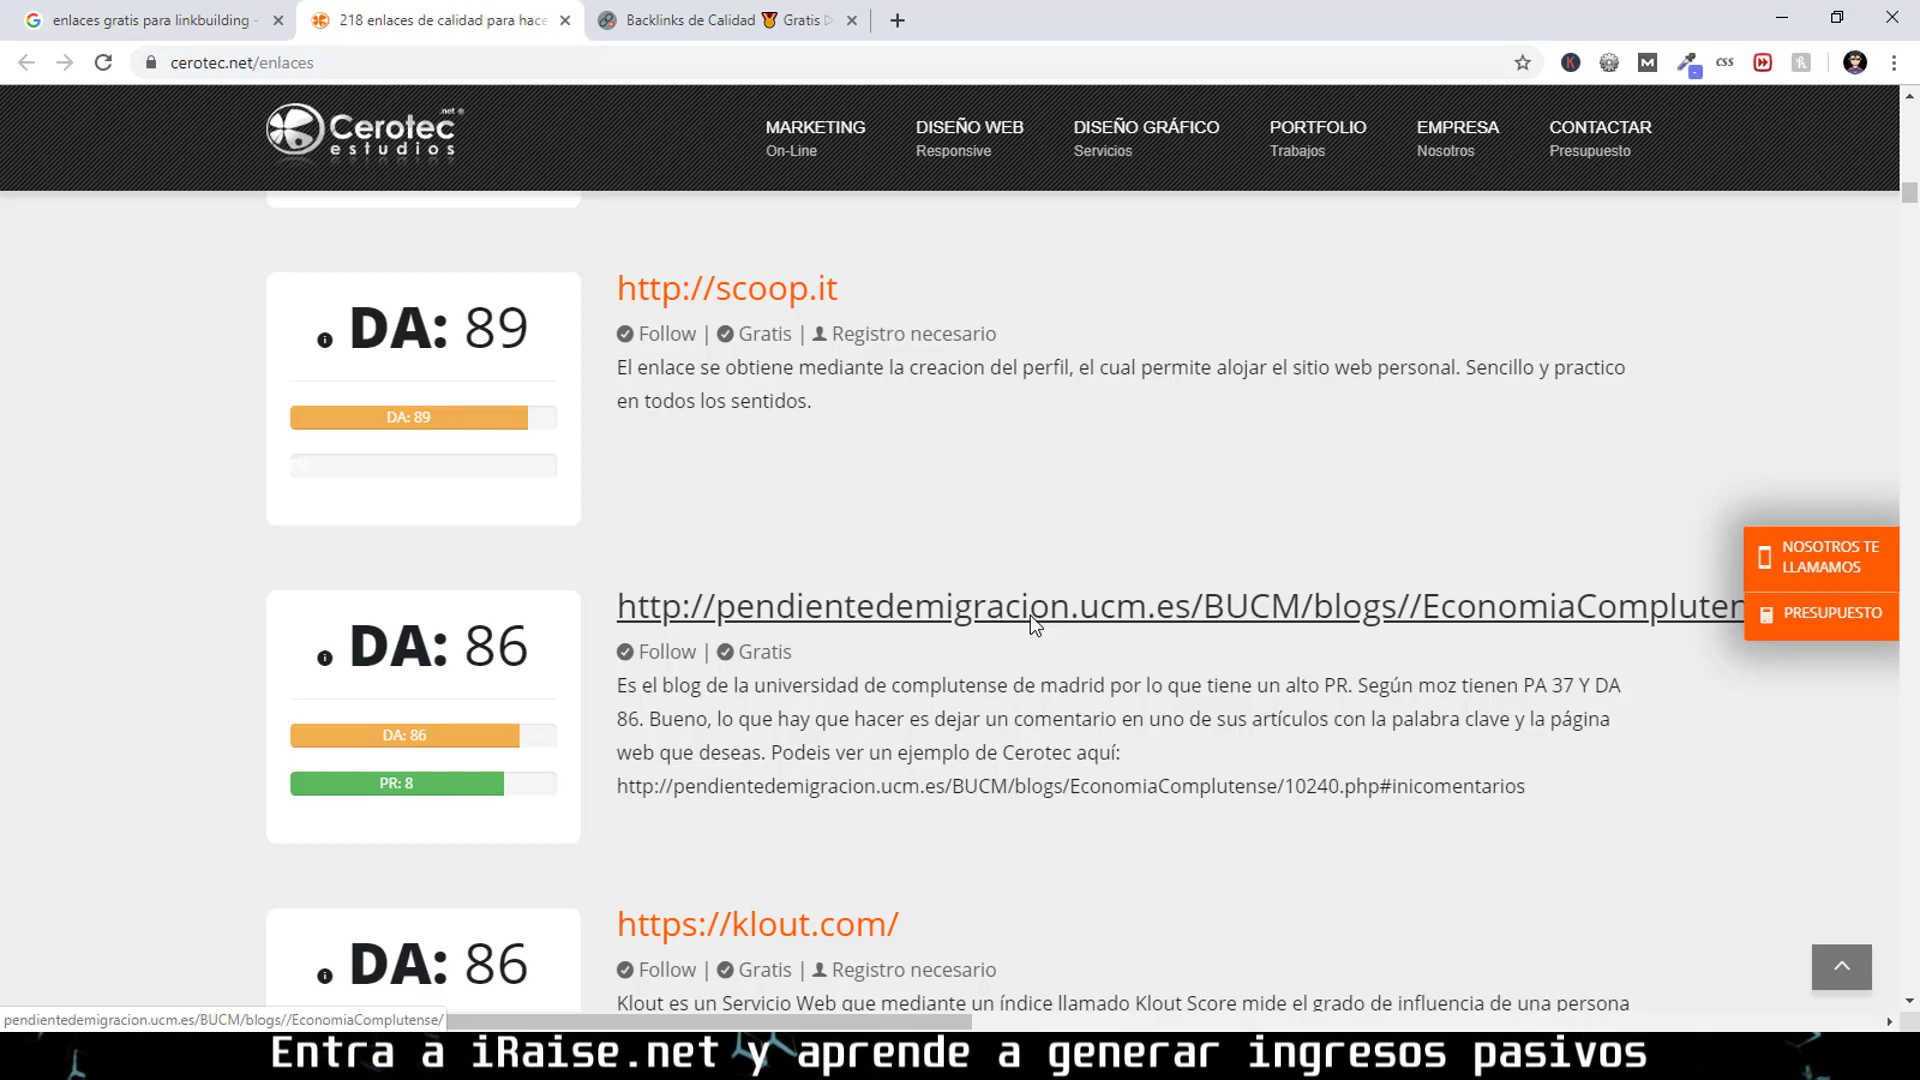 enlaces gratis para linkbuilding -
218 enlaces de calidad para hace
Backlinks de Calidad 🏅 Gratis
cerotec.net/enlaces
CSS
Cerotec .net ®
estudios
MARKETING
On-Line
DISEÑO WEB
Responsive
DISEÑO GRÁFICO
Servicios
PORTFOLIO
Trabajos
EMPRESA
Nosotros
CONTACTAR
Presupuesto
DA: 89
DA: 89
http://scoop.it
Follow | Gratis | Registro necesario
El enlace se obtiene mediante la creacion del perfil, el cual permite alojar el sitio web personal. Sencillo y practico
en todos los sentidos.
NOSOTROS TE
LLAMAMOS
PRESUPUESTO
DA: 86
DA: 86
PR: 8
http://pendientedemigracion.ucm.es/BUCM/blogs//EconomiaCompluten
Follow | Gratis
Es el blog de la universidad de complutense de madrid por lo que tiene un alto PR. Según moz tienen PA 37 Y DA
86. Bueno, lo que hay que hacer es dejar un comentario en uno de sus artículos con la palabra clave y la página
web que deseas. Podeis ver un ejemplo de Cerotec aquí:
http://pendientedemigracion.ucm.es/BUCM/blogs/EconomiaComplutense/10240.php#inicomentarios
DA: 86
https://klout.com/
Follow | Gratis | Registro necesario
Klout es un Servicio Web que mediante un índice llamado Klout Score mide el grado de influencia de una persona
pendientedemigracion.ucm.es/BUCM/blogs//EconomiaComplutense/
Entra a iRaise.net y aprende a generar ingresos pasivos